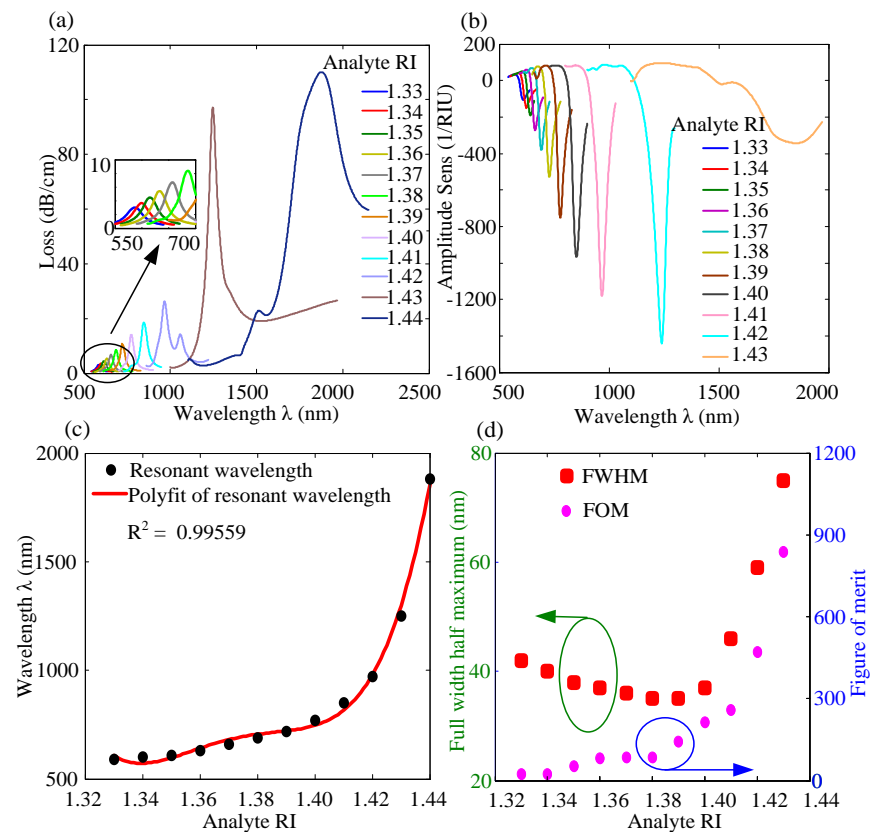 (a)
120
80
60
40
20
0
Loss (dB/cm)
10
0
550 700
Analyte RI
1.33
1.34
1.35
1.36
1.37
1.38
1.39
1.40
1.41
1.42
1.43
1.44
500 1000 1500 2000 2500
Wavelength λ (nm)
(b)
200
0
-400
-800
-1200
-1600
Amplitude Sens (1/RIU)
Analyte RI
1.33
1.34
1.35
1.36
1.37
1.38
1.39
1.40
1.41
1.42
1.43
500 1000 1500 2000
Wavelength λ (nm)
(c)
2000
1500
1000
500
Wavelength λ (nm)
Resonant wavelength
Polyfit of resonant wavelength
R² = 0.99559
1.32 1.34 1.36 1.38 1.40 1.42 1.44
Analyte RI
(d)
80
60
40
20
Full width half maximum (nm)
FWHM
FOM
1200
900
600
300
0
Figure of merit
1.32 1.34 1.36 1.38 1.40 1.42 1.44
Analyte RI